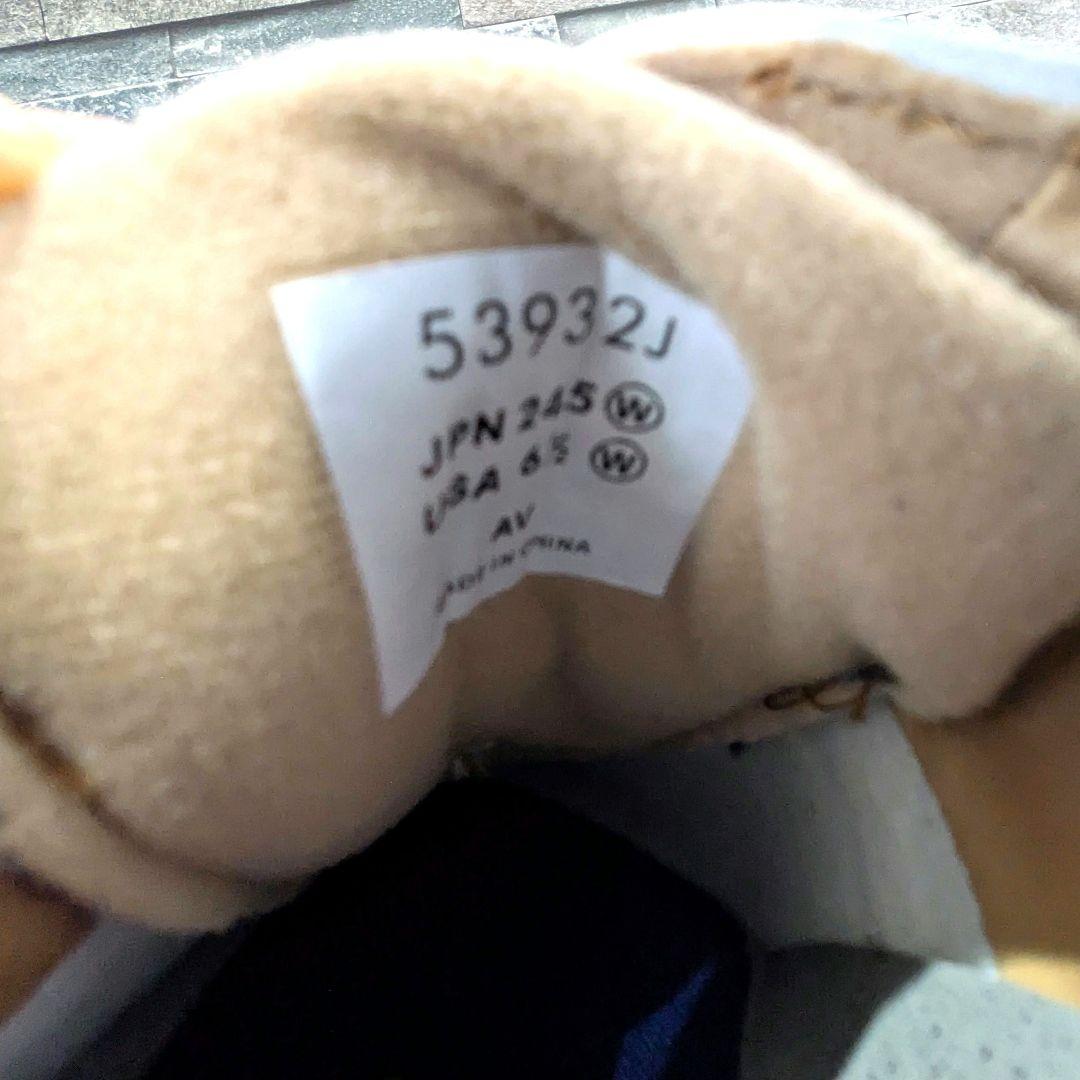 53932J
JPN 245 W
USA 65 W
AV
MADE IN CHINA